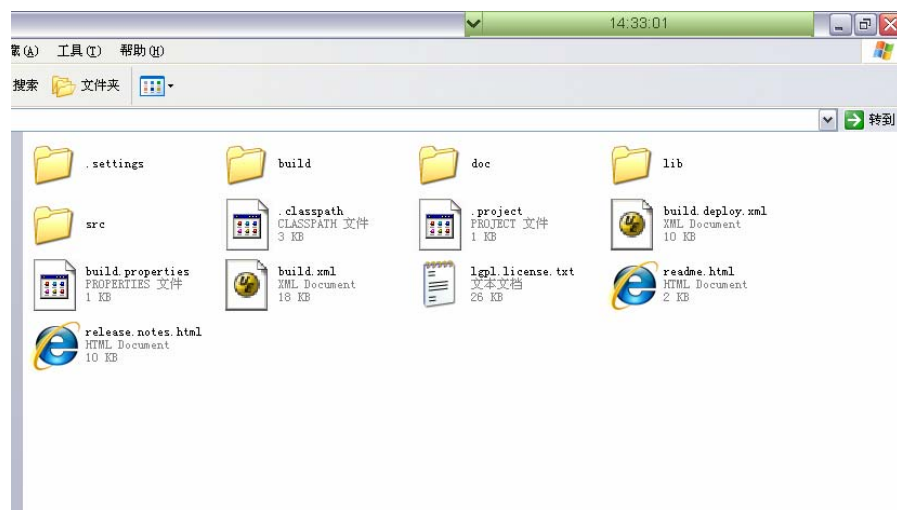 14:33:01
(A) 工具(T) 帮助(H)
搜索 文件夹
转到
.settings
build
doc
lib
src
.classpath
CLASSPATH 文件
3 KB
.project
PROJECT 文件
1 KB
build.deploy.xml
XML Document
10 KB
build.properties
PROPERTIES 文件
1 KB
build.xml
XML Document
18 KB
lgpl.license.txt
文本文档
26 KB
readme.html
HTML Document
2 KB
release.notes.html
HTML Document
10 KB